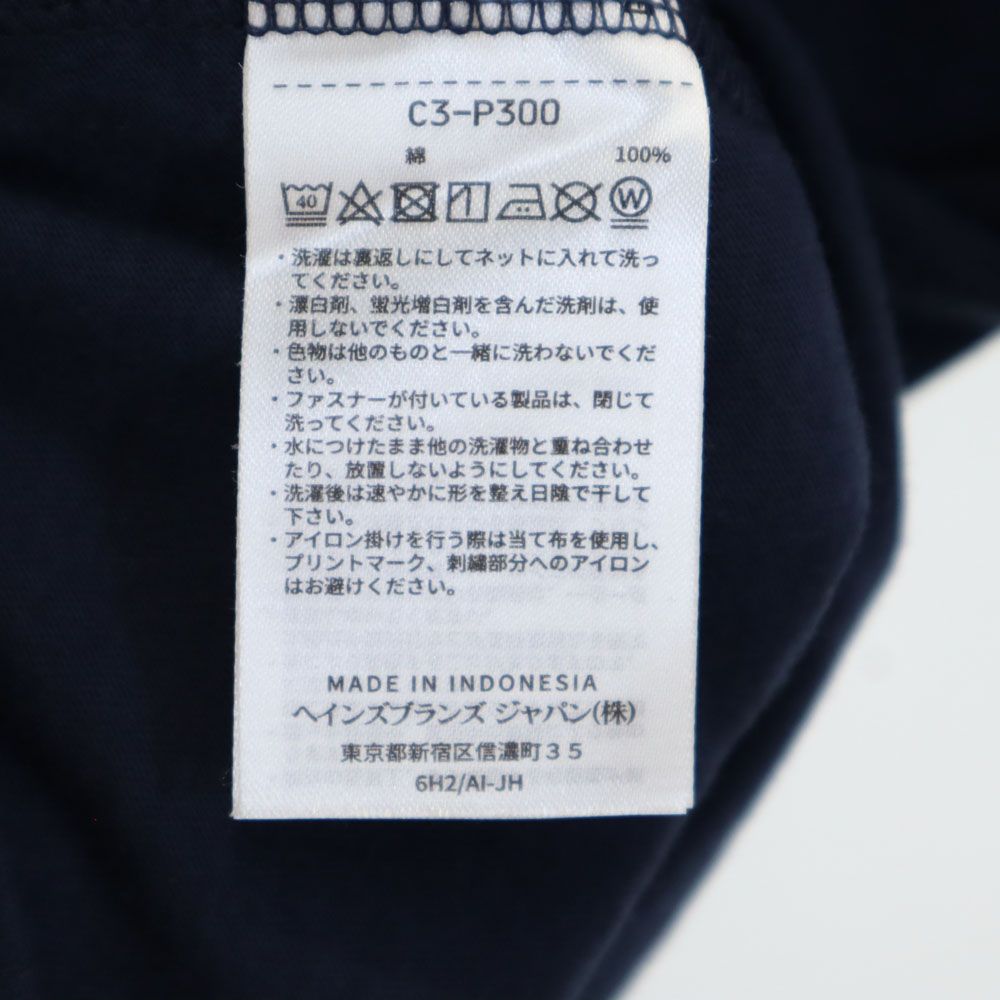 C3-P300
綿 100%
40 W
・洗濯は裏返しにしてネットに入れて洗っ
てください。
・漂白剤、蛍光増白剤を含んだ洗剤は、使
用しないでください。
・色物は他のものと一緒に洗わないでくだ
さい。
・ファスナーが付いている製品は、閉じて
洗ってください。
・水につけたまま他の洗濯物と重ね合わせ
たり、放置しないようにしてください。
・洗濯後は速やかに形を整え日陰で干して
下さい。
・アイロン掛けを行う際は当て布を使用し、
プリントマーク、刺繍部分へのアイロン
はお避けください。
MADE IN INDONESIA
ヘインズブランズ ジャパン(株)
東京都新宿区信濃町３５
6H2/AI-JH